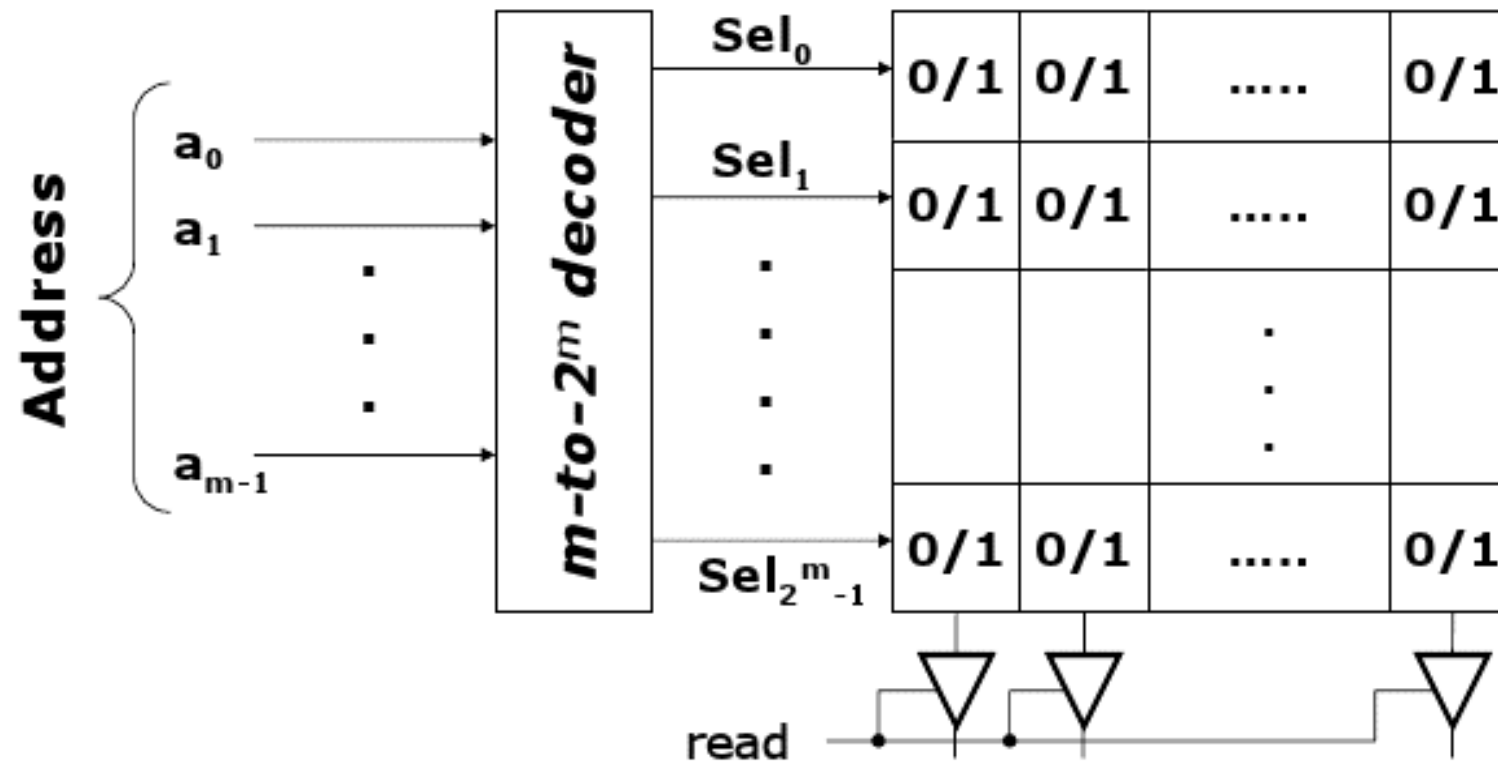 Address
a₀
a₁
.
.
.
aₘ₋₁
m-to-2ᵐ decoder
Sel₀
Sel₁
.
.
.
.
Sel₂ᵐ₋₁
0/1 0/1 ..... 0/1
0/1 0/1 ..... 0/1
.
.
.
0/1 0/1 ..... 0/1
read